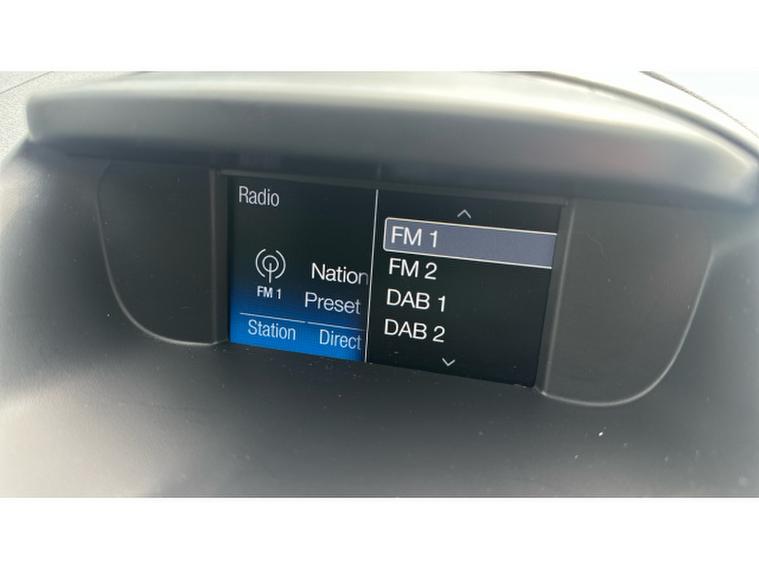 Radio
FM 1
Nation
Preset
Station Direct
FM 1
FM 2
DAB 1
DAB 2